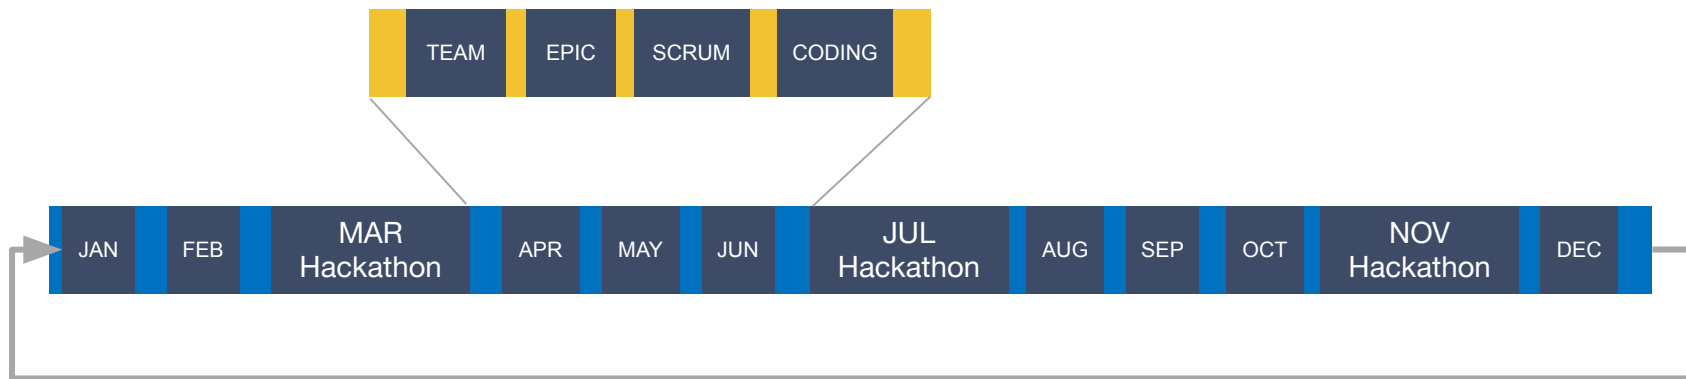 TEAM
EPIC
SCRUM
CODING
JAN
FEB
MAR
Hackathon
APR
MAY
JUN
JUL
Hackathon
AUG
SEP
OCT
NOV
Hackathon
DEC